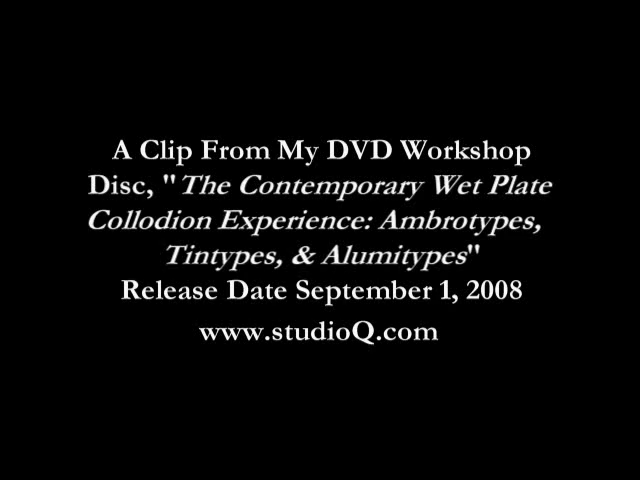 A Clip From My DVD Workshop
Disc, "The Contemporary Wet Plate
Collodion Experience: Ambrotypes,
Tintypes, & Alumitypes"
Release Date September 1, 2008
www.studioQ.com